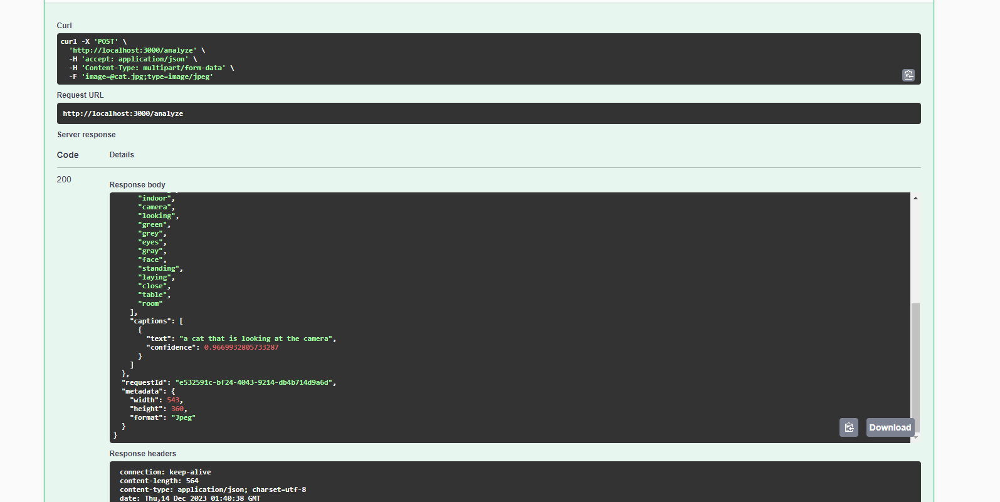 Curl
curl -X 'POST' \
  'http://localhost:3000/analyze' \
  -H 'accept: application/json' \
  -H 'Content-Type: multipart/form-data' \
  -F 'image=@cat.jpg;type=image/jpeg'
Request URL
http://localhost:3000/analyze
Server response
Code Details
200
Response body
      "indoor",
      "camera",
      "looking",
      "green",
      "grey",
      "eyes",
      "gray",
      "face",
      "standing",
      "laying",
      "close",
      "table",
      "room"
    ],
    "captions": [
      {
        "text": "a cat that is looking at the camera",
        "confidence": 0.9669932805733287
      }
    ]
  },
  "requestId": "e532591c-bf24-4043-9214-db4b714d9a6d",
  "metadata": {
    "width": 543,
    "height": 360,
    "format": "Jpeg"
  }
}
Download
Response headers
connection: keep-alive
content-length: 564
content-type: application/json; charset=utf-8
date: Thu,14 Dec 2023 01:40:38 GMT